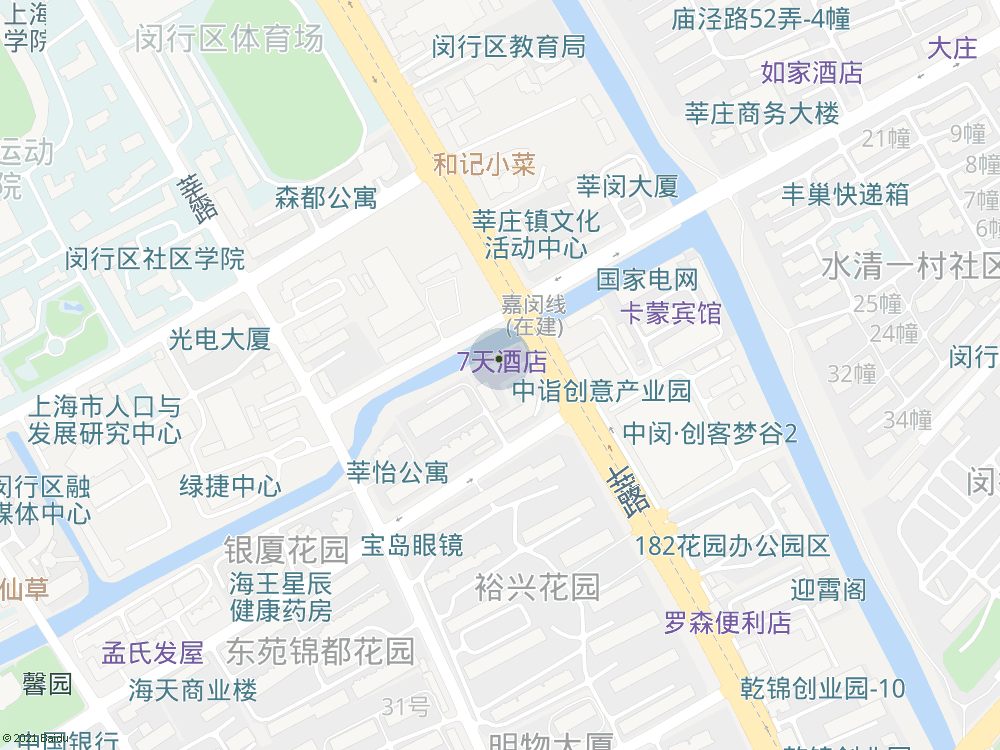 上海
学院
闵行区体育场
闵行区教育局
庙泾路52弄-4幢
大庄
如家酒店
莘庄商务大楼
21幢
9幢
8幢
7幢
6幢
运动
院
和记小菜
莘闵大厦
丰巢快递箱
森都公寓
莘庄镇文化
活动中心
闵行区社区学院
国家电网
水清一村社区
嘉闵线
(在建)
卡蒙宾馆
25幢
24幢
光电大厦
7天酒店
闵行
32幢
中诣创意产业园
上海市人口与
发展研究中心
34幢
中闵·创客梦谷2
莘怡公寓
闵行区融
媒体中心
绿捷中心
路
银厦花园
宝岛眼镜
182花园办公园区
仙草
海王星辰
健康药房
裕兴花园
迎霄阁
罗森便利店
孟氏发屋
东苑锦都花园
馨园
海天商业楼
31号
乾锦创业园-10
© 2021 Baidu
中国银行
明物大厦